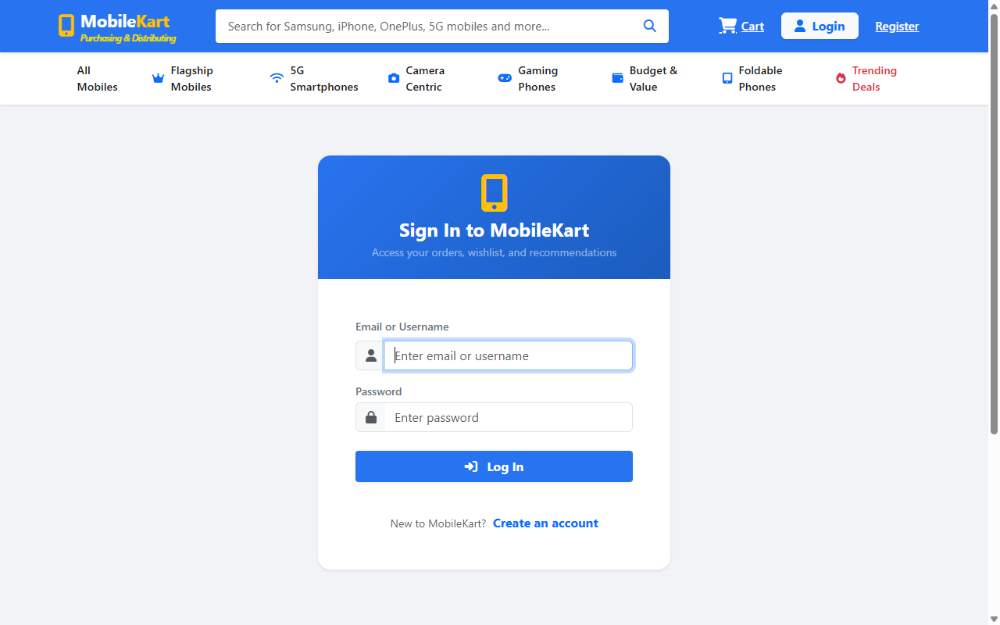 MobileKart
Purchasing & Distributing
Search for Samsung, iPhone, OnePlus, 5G mobiles and more...
Cart
Login
Register
All Mobiles
Flagship Mobiles
5G Smartphones
Camera Centric
Gaming Phones
Budget & Value
Foldable Phones
Trending Deals
Sign In to MobileKart
Access your orders, wishlist, and recommendations
Email or Username
Enter email or username
Password
Enter password
Log In
New to MobileKart? Create an account